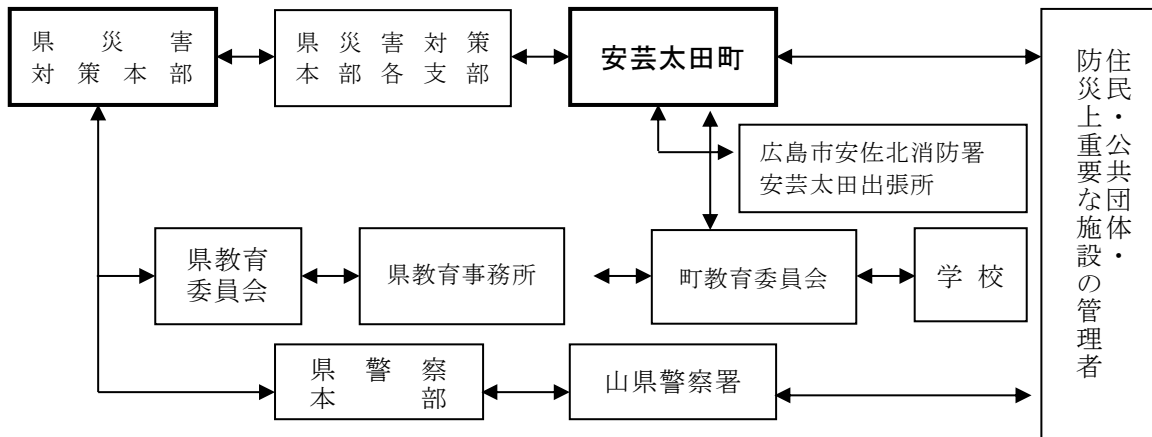 県災害
対策本部
県災害対策
本部各支部
安芸太田町
住民・公共団体・
防災上重要な施設の管理者
広島市安佐北消防署
安芸太田出張所
県教育
委員会
県教育事務所
町教育委員会
学校
県警察
本部
山県警察署